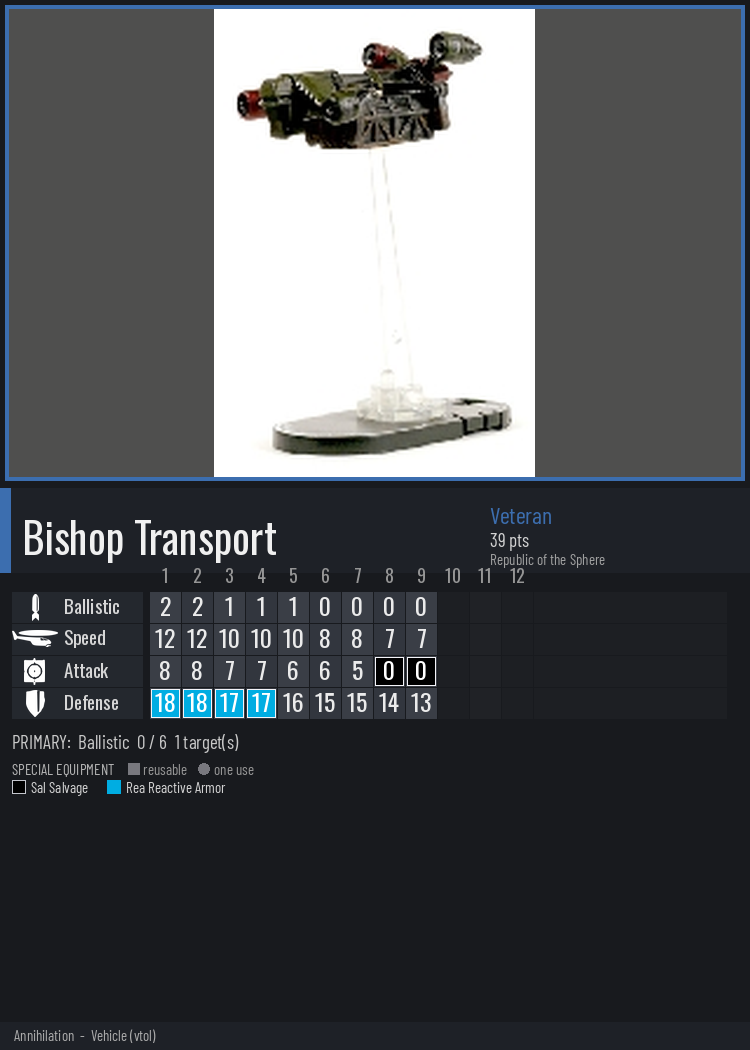 Bishop Transport
Veteran
39 pts
Republic of the Sphere
1 2 3 4 5 6 7 8 9 10 11 12
Ballistic 2 2 1 1 1 0 0 0 0
Speed 12 12 10 10 10 8 8 7 7
Attack 8 8 7 7 6 6 5 0 0
Defense 18 18 17 17 16 15 15 14 13
PRIMARY: Ballistic 0 / 6 1 target(s)
SPECIAL EQUIPMENT reusable one use
Sal Salvage Rea Reactive Armor
Annihilation - Vehicle (vtol)